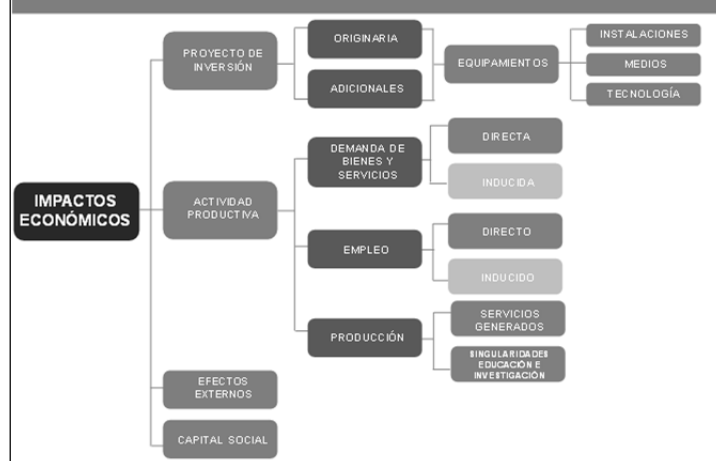 IMPACTOS
ECONÓMICOS
PROYECTO DE
INVERSIÓN
ORIGINARIA
ADICIONALES
EQUIPAMIENTOS
INSTALACIONES
MEDIOS
TECNOLOGÍA
ACTIVIDAD
PRODUCTIVA
DEMANDA DE
BIENES Y
SERVICIOS
DIRECTA
INDUCIDA
EMPLEO
DIRECTO
INDUCIDO
PRODUCCIÓN
SERVICIOS
GENERADOS
SINGULARIDADES
EDUCACIÓN E
INVESTIGACIÓN
EFECTOS
EXTERNOS
CAPITAL SOCIAL